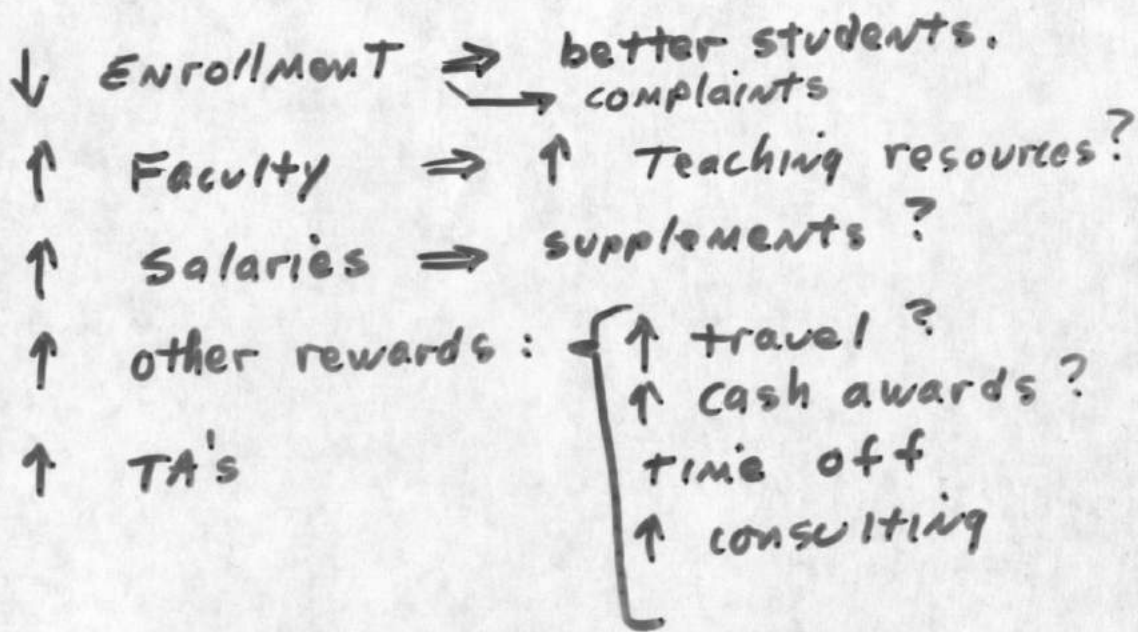 ↓ Enrollment ⇒ better students.
→ complaints
↑ Faculty ⇒ ↑ Teaching resources?
↑ Salaries ⇒ supplements?
↑ other rewards: { ↑ travel?
↑ cash awards?
time off
↑ consulting
↑ TA's